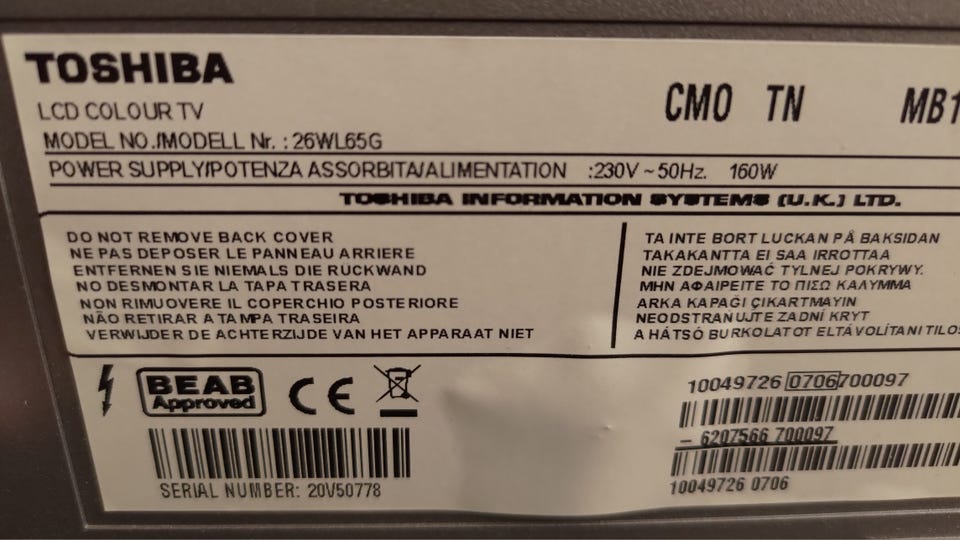 TOSHIBA
LCD COLOUR TV
CMO TN MB1
MODEL NO./MODELL Nr. : 26WL65G
POWER SUPPLY/POTENZA ASSORBITA/ALIMENTATION :230V ~ 50Hz. 160W
TOSHIBA INFORMATION SYSTEMS (U.K.) LTD.
DO NOT REMOVE BACK COVER
NE PAS DEPOSER LE PANNEAU ARRIERE
ENTFERNEN SIE NIEMALS DIE RÜCKWAND
NO DESMONTAR LA TAPA TRASERA
NON RIMUOVERE IL COPERCHIO POSTERIORE
NÃO RETIRAR A TAMPA TRASEIRA
VERWIJDER DE ACHTERZIJDE VAN HET APPARAAT NIET
TA INTE BORT LUCKAN PÅ BAKSIDAN
TAKAKANTTA EI SAA IRROTTAA
NIE ZDEJMOWAĆ TYLNEJ POKRYWY.
ΜΗΝ ΑΦΑΙΡΕΙΤΕ ΤΟ ΠΙΣΩ ΚΑΛΥΜΜΑ
ARKA KAPAĞI ÇIKARTMAYIN
NEODSTRAŇUJTE ZADNÍ KRYT
A HÁTSÓ BURKOLATOT ELTÁVOLÍTANI TILOS
BEAB
Approved
CE
SERIAL NUMBER: 20V50778
10049726 0706 700097
- 6207566 700097
10049726 0706